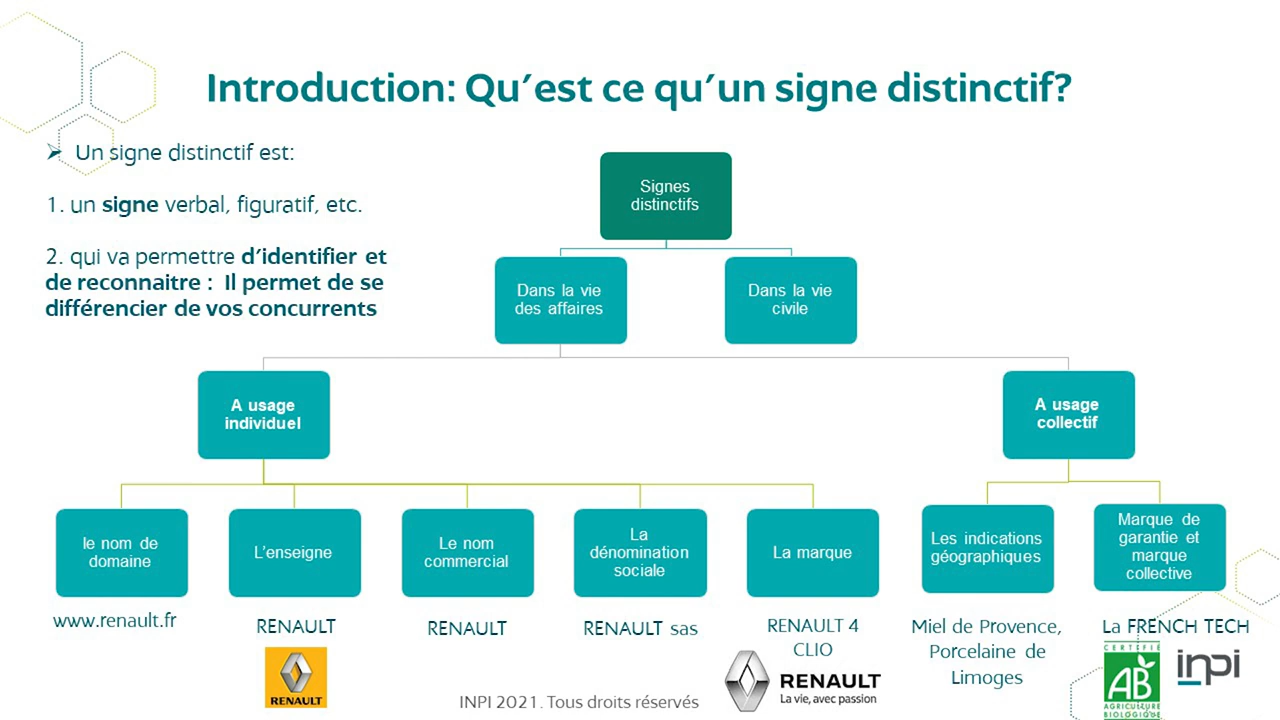 Introduction: Qu’est ce qu’un signe distinctif?
Un signe distinctif est:
1. un signe verbal, figuratif, etc.
2. qui va permettre d’identifier et
de reconnaitre : Il permet de se
différencier de vos concurrents
Signes
distinctifs
Dans la vie
des affaires
Dans la vie
civile
A usage
individuel
A usage
collectif
le nom de
domaine
L’enseigne
Le nom
commercial
La
dénomination
sociale
La marque
Les indications
géographiques
Marque de
garantie et
marque
collective
www.renault.fr
RENAULT
RENAULT
RENAULT
RENAULT sas
RENAULT 4
CLIO
RENAULT
La vie, avec passion
Miel de Provence,
Porcelaine de
Limoges
La FRENCH TECH
CERTIFIÉ
AB
AGRICULTURE
BIOLOGIQUE
inpi
INPI 2021. Tous droits réservés